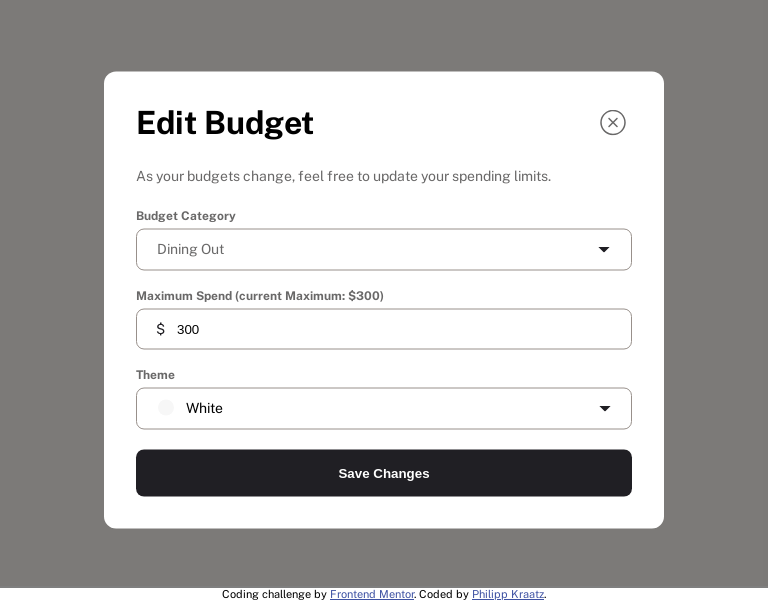 Edit Budget
As your budgets change, feel free to update your spending limits.
Budget Category
Dining Out
Maximum Spend (current Maximum: $300)
$ 300
Theme
White
Save Changes
Coding challenge by Frontend Mentor. Coded by Philipp Kraatz.